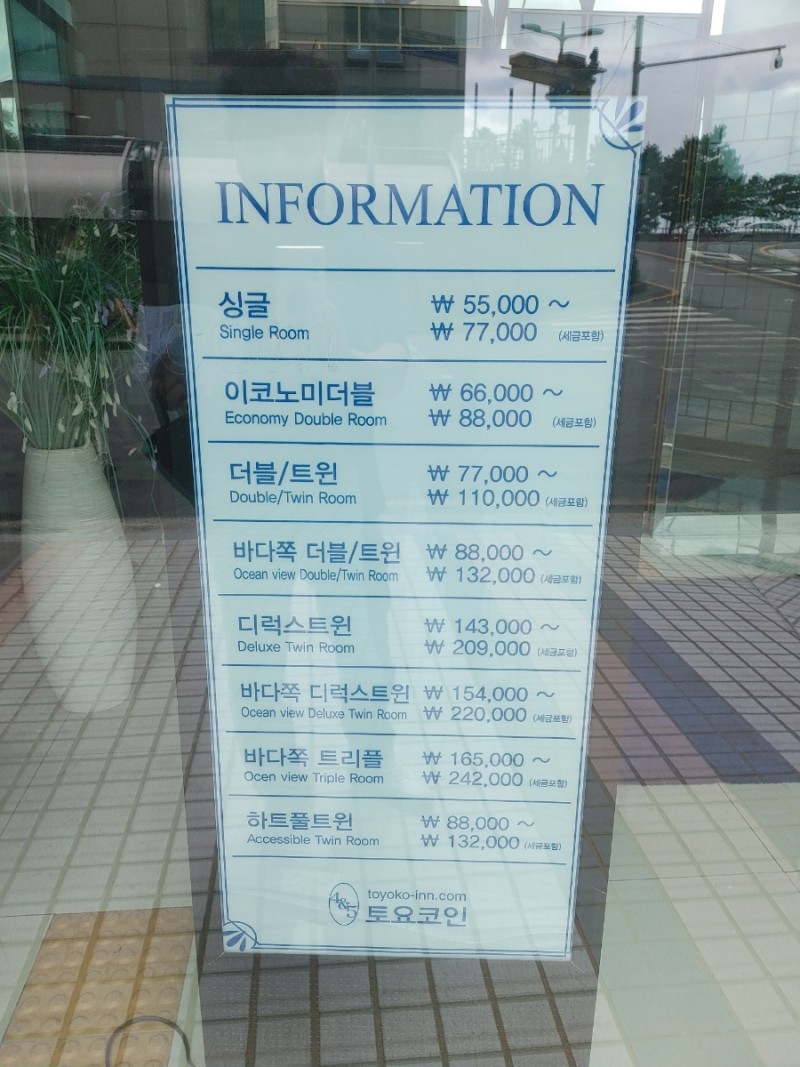 INFORMATION
싱글 ₩ 55,000 ~
Single Room ₩ 77,000 (세금포함)
이코노미더블 ₩ 66,000 ~
Economy Double Room ₩ 88,000 (세금포함)
더블/트윈 ₩ 77,000 ~
Double/Twin Room ₩ 110,000 (세금포함)
바다쪽 더블/트윈 ₩ 88,000 ~
Ocean view Double/Twin Room ₩ 132,000 (세금포함)
디럭스트윈 ₩ 143,000 ~
Deluxe Twin Room ₩ 209,000 (세금포함)
바다쪽 디럭스트윈 ₩ 154,000 ~
Ocean view Deluxe Twin Room ₩ 220,000 (세금포함)
바다쪽 트리플 ₩ 165,000 ~
Ocen view Triple Room ₩ 242,000 (세금포함)
하트풀트윈 ₩ 88,000 ~
Accessible Twin Room ₩ 132,000 (세금포함)
4&5 toyoko-inn.com
토요코인